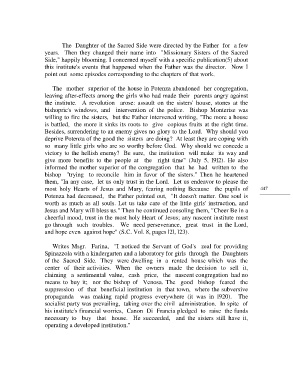 The Daughter of the Sacred Side were directed by the Father for a few
years. Then they changed their name into "Missionary Sisters of the Sacred
Side," happily blooming. I concerned myself with a specific publication(5) about
this institute's events that happened when the Father was the director. Now I
point out some episodes corresponding to the chapters of that work.
The mother superior of the house in Potenza abandoned her congregation,
leaving after-effects among the girls who had made their parents angry against
the institute. A revolution arose: assault on the sisters' house, stones at the
bishopric's windows, and intervention of the police. Bishop Monterisi was
willing to fire the sisters, but the Father intervened writing, "The more a house
is battled, the more it sinks its roots to give copious fruits at the right time.
Besides, surrendering to an enemy gives no glory to the Lord. Why should you
deprive Potenza of the good the sisters are doing? At least they are coping with
so many little girls who are so worthy before God. Why should we concede a
victory to the hellish enemy? Be sure, the institution will make its way and
give more benefits to the people at the right time" (July 5, 1912). He also
informed the mother superior of the congregation that he had written to the
bishop "trying to reconcile him in favor of the sisters." Then he heartened
them, "In any case, let us only trust in the Lord. Let us endeavor to please the
most holy Hearts of Jesus and Mary, fearing nothing Because the pupils of
Potenza had decreased, the Father pointed out, "It doesn't matter. One soul is
worth as much as all souls. Let us take care of the little girls' instruction, and
Jesus and Mary will bless us." Then he continued consoling them, "Cheer Be in a
cheerful mood, trust in the most holy Heart of Jesus; any nascent institute must
go through such troubles. We need perseverance, great trust in the Lord,
and hope even against hope" (S.C. Vol. 8, pages 121, 123).
147
Writes Msgr. Farina, "I noticed the Servant of God's zeal for providing
Spinazzola with a kindergarten and a laboratory for girls through the Daughters
of the Sacred Side. They were dwelling in a rented house which was the
center of their activities. When the owners made the decision to sell it,
claiming a sentimental value, cash price, the nascent congregation had no
means to buy it; nor the bishop of Venosa. The good bishop feared the
suppression of that beneficial institution in that town, where the subversive
propaganda was making rapid progress everywhere (it was in 1920). The
socialist party was prevailing, taking over the civil administration. In spite of
his institute's financial worries, Canon Di Francia pledged to raise the funds
necessary to buy that house. He succeeded, and the sisters still have it,
operating a developed institution."